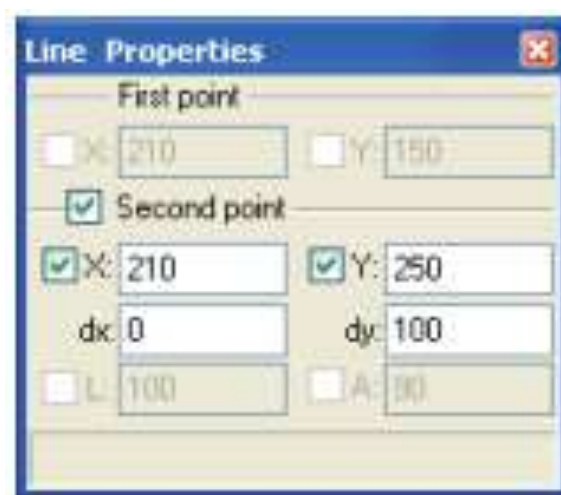 Line Properties
First point
X: 210 Y: 150
Second point
X: 210 Y: 250
dx: 0 dy: 100
L: 100 A: 90